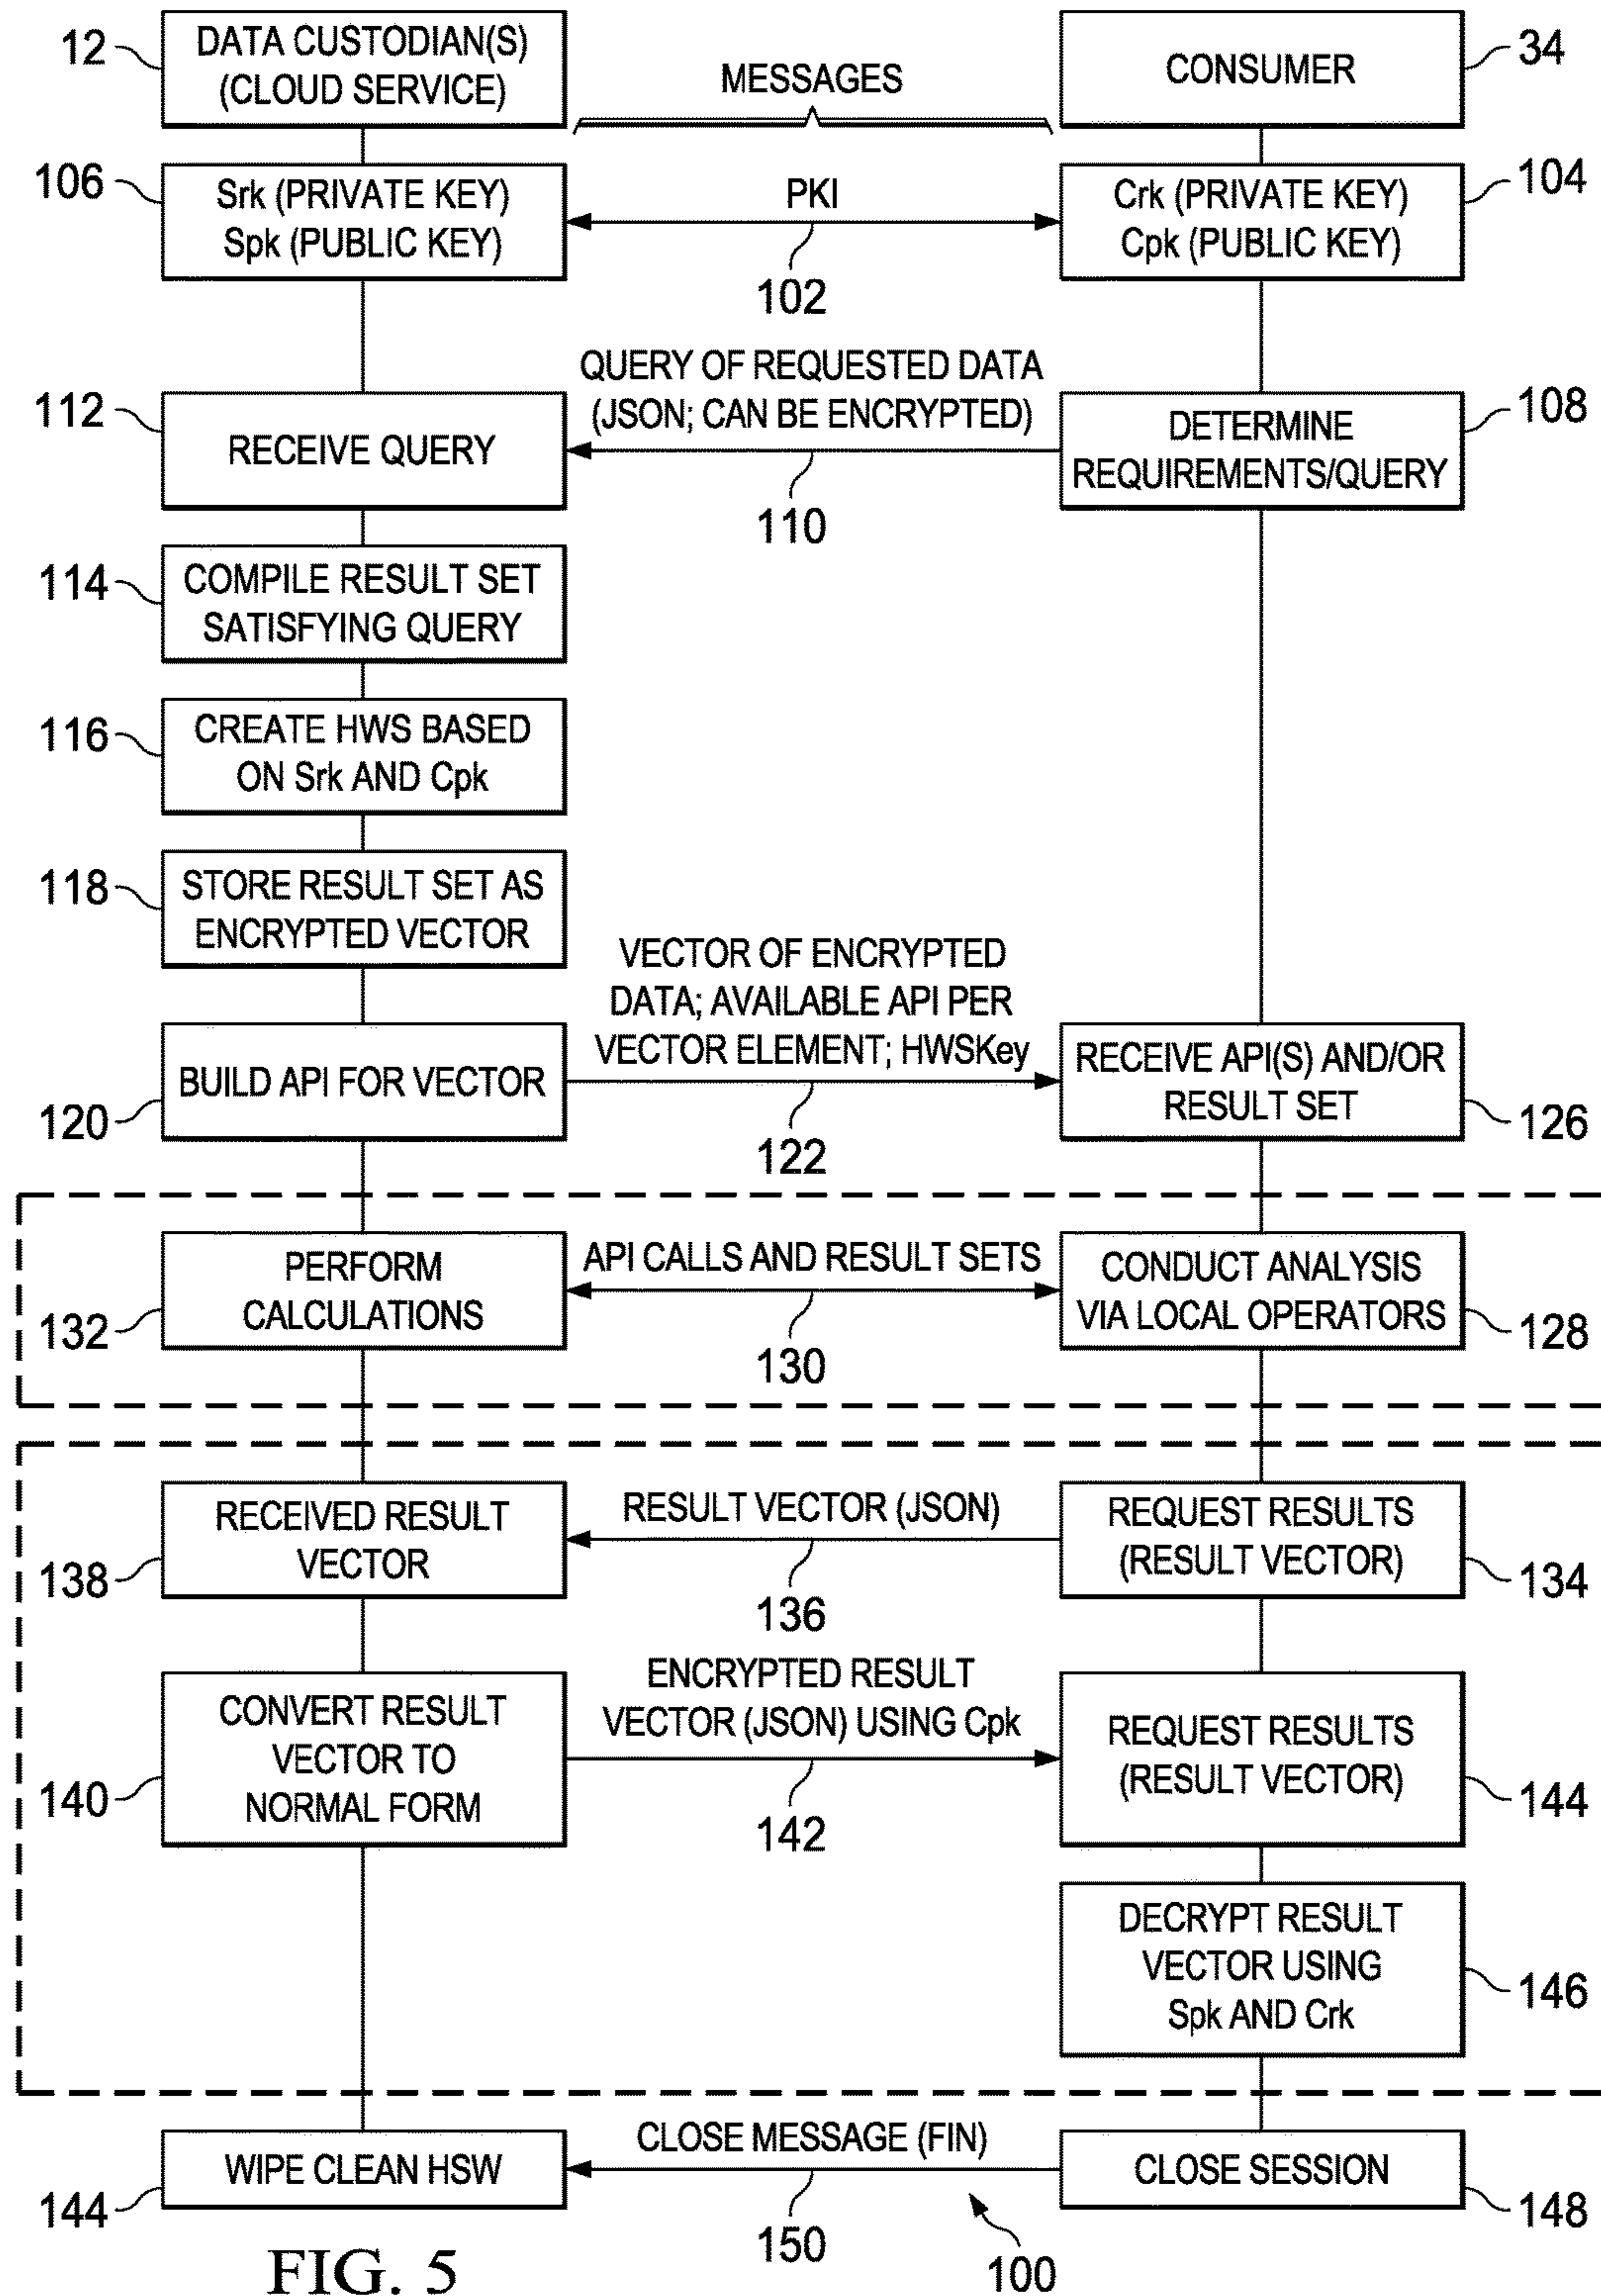 12
DATA CUSTODIAN(S)
(CLOUD SERVICE)
MESSAGES
CONSUMER
34
106
Srk (PRIVATE KEY)
Spk (PUBLIC KEY)
PKI
102
Crk (PRIVATE KEY)
Cpk (PUBLIC KEY)
104
112
RECEIVE QUERY
QUERY OF REQUESTED DATA
(JSON; CAN BE ENCRYPTED)
110
DETERMINE
REQUIREMENTS/QUERY
108
114
COMPILE RESULT SET
SATISFYING QUERY
116
CREATE HWS BASED
ON Srk AND Cpk
118
STORE RESULT SET AS
ENCRYPTED VECTOR
120
BUILD API FOR VECTOR
VECTOR OF ENCRYPTED
DATA; AVAILABLE API PER
VECTOR ELEMENT; HWSKey
122
RECEIVE API(S) AND/OR
RESULT SET
126
132
PERFORM
CALCULATIONS
API CALLS AND RESULT SETS
130
CONDUCT ANALYSIS
VIA LOCAL OPERATORS
128
138
RECEIVED RESULT
VECTOR
RESULT VECTOR (JSON)
136
REQUEST RESULTS
(RESULT VECTOR)
134
140
CONVERT RESULT
VECTOR TO
NORMAL FORM
ENCRYPTED RESULT
VECTOR (JSON) USING Cpk
142
REQUEST RESULTS
(RESULT VECTOR)
144
DECRYPT RESULT
VECTOR USING
Spk AND Crk
146
144
WIPE CLEAN HSW
CLOSE MESSAGE (FIN)
150
CLOSE SESSION
148
100
FIG. 5